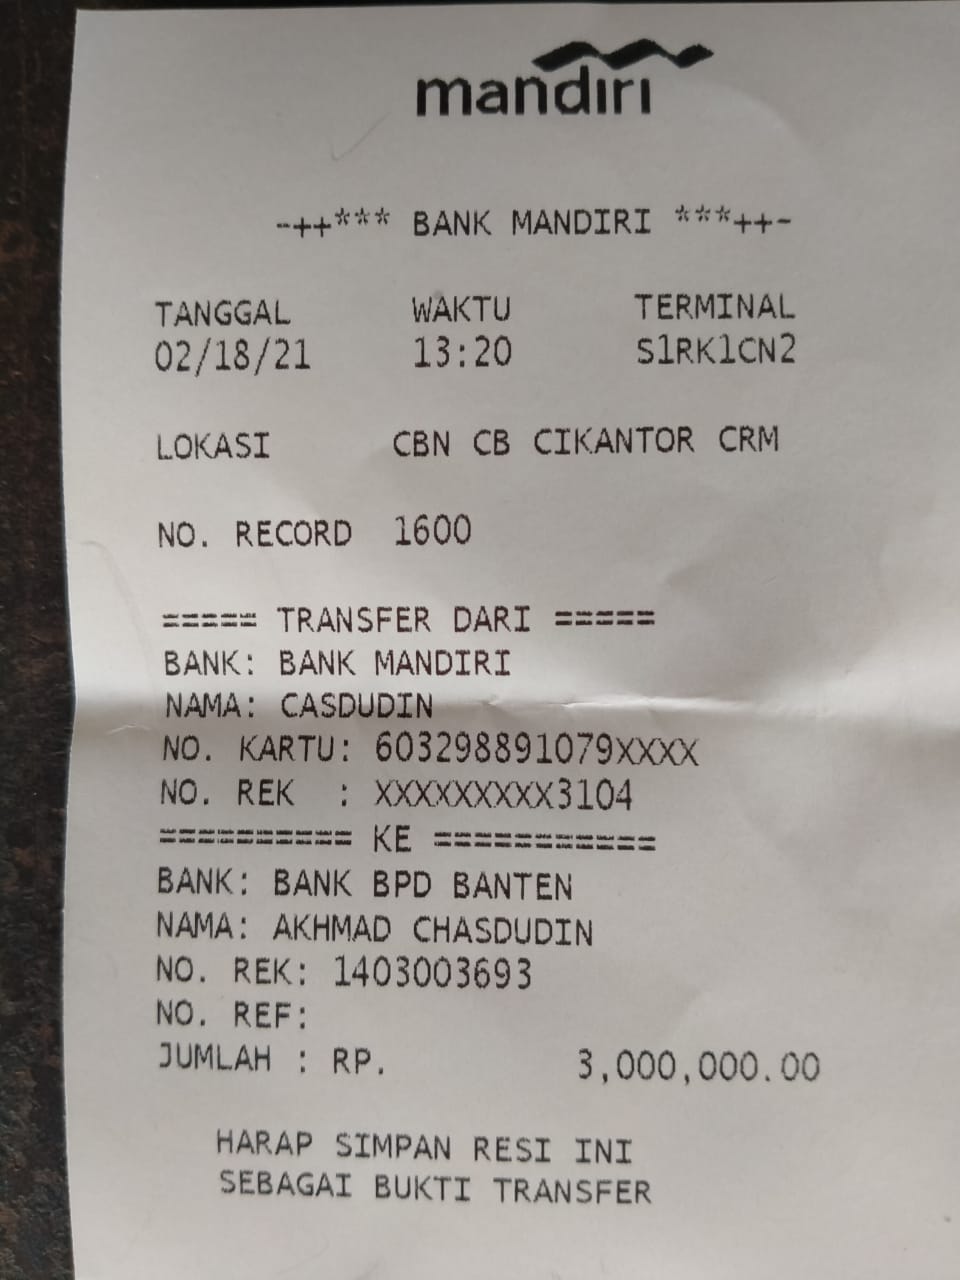 mandırı
-++*** BANK MANDIRI ***++-
TANGGAL WAKTU TERMINAL
02/18/21 13:20 S1RK1CN2
LOKASI CBN CB CIKANTOR CRM
NO. RECORD 1600
===== TRANSFER DARI =====
BANK: BANK MANDIRI
NAMA: CASDUDIN
NO. KARTU: 603298891079XXXX
NO. REK : XXXXXXXXX3104
========== KE ===========
BANK: BANK BPD BANTEN
NAMA: AKHMAD CHASDUDIN
NO. REK: 1403003693
NO. REF:
JUMLAH : RP. 3,000,000.00
HARAP SIMPAN RESI INI
SEBAGAI BUKTI TRANSFER